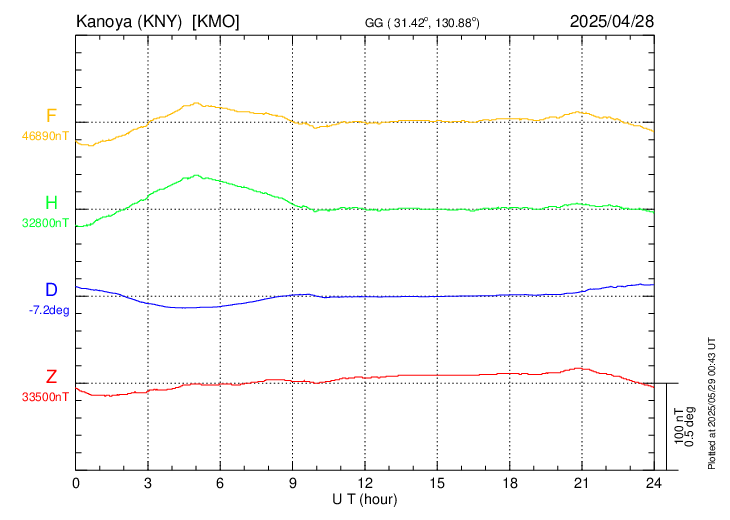 Kanoya (KNY)  [KMO]
GG ( 31.42°, 130.88°)
2025/04/28
F
46890nT
H
32800nT
D
-7.2deg
Z
33500nT
0 3 6 9 12 15 18 21 24
U T (hour)
100 nT
0.5 deg
Plotted at 2025/05/29 00:43 UT